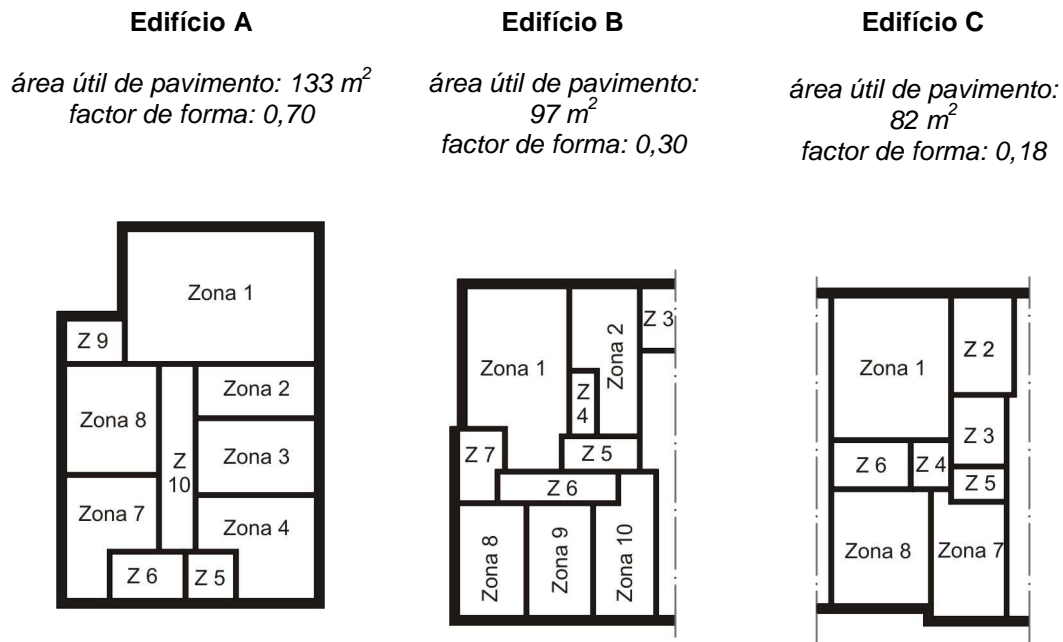 Edifício A
área útil de pavimento: 133 m²
factor de forma: 0,70
Zona 1
Z 9
Zona 2
Zona 8
Zona 3
Z
10
Zona 7
Zona 4
Z 6
Z 5
Edifício B
área útil de pavimento:
97 m²
factor de forma: 0,30
Z 3
Zona 1
Zona 2
Z
4
Z 7
Z 5
Z 6
Zona 8
Zona 9
Zona 10
Edifício C
área útil de pavimento:
82 m²
factor de forma: 0,18
Zona 1
Z 2
Z 3
Z 6
Z 4
Z 5
Zona 8
Zona 7